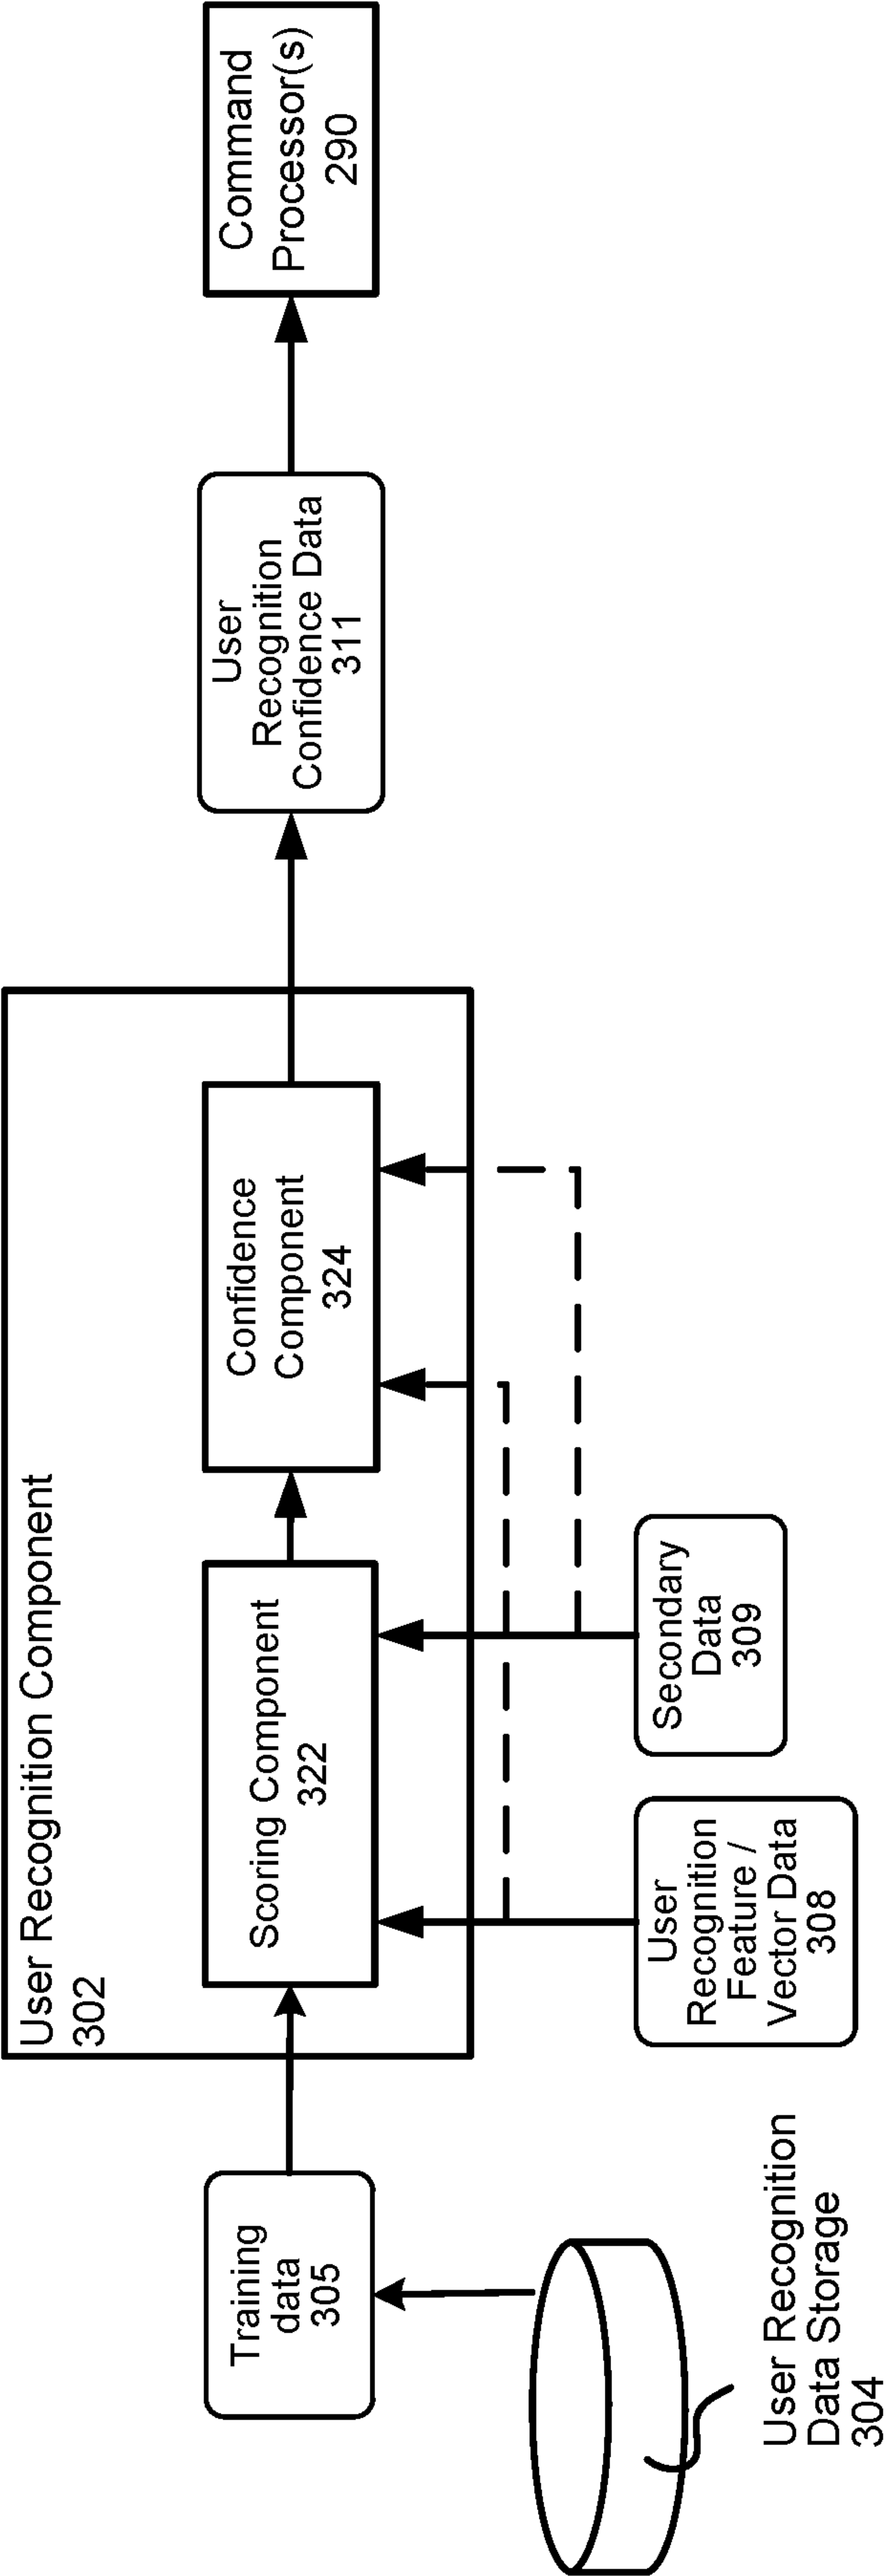 User Recognition Component
302
Training
data
305
Scoring Component
322
Confidence
Component
324
User
Recognition
Confidence Data
311
Command
Processor(s)
290
User Recognition
Data Storage
304
User
Recognition
Feature /
Vector Data
308
Secondary
Data
309